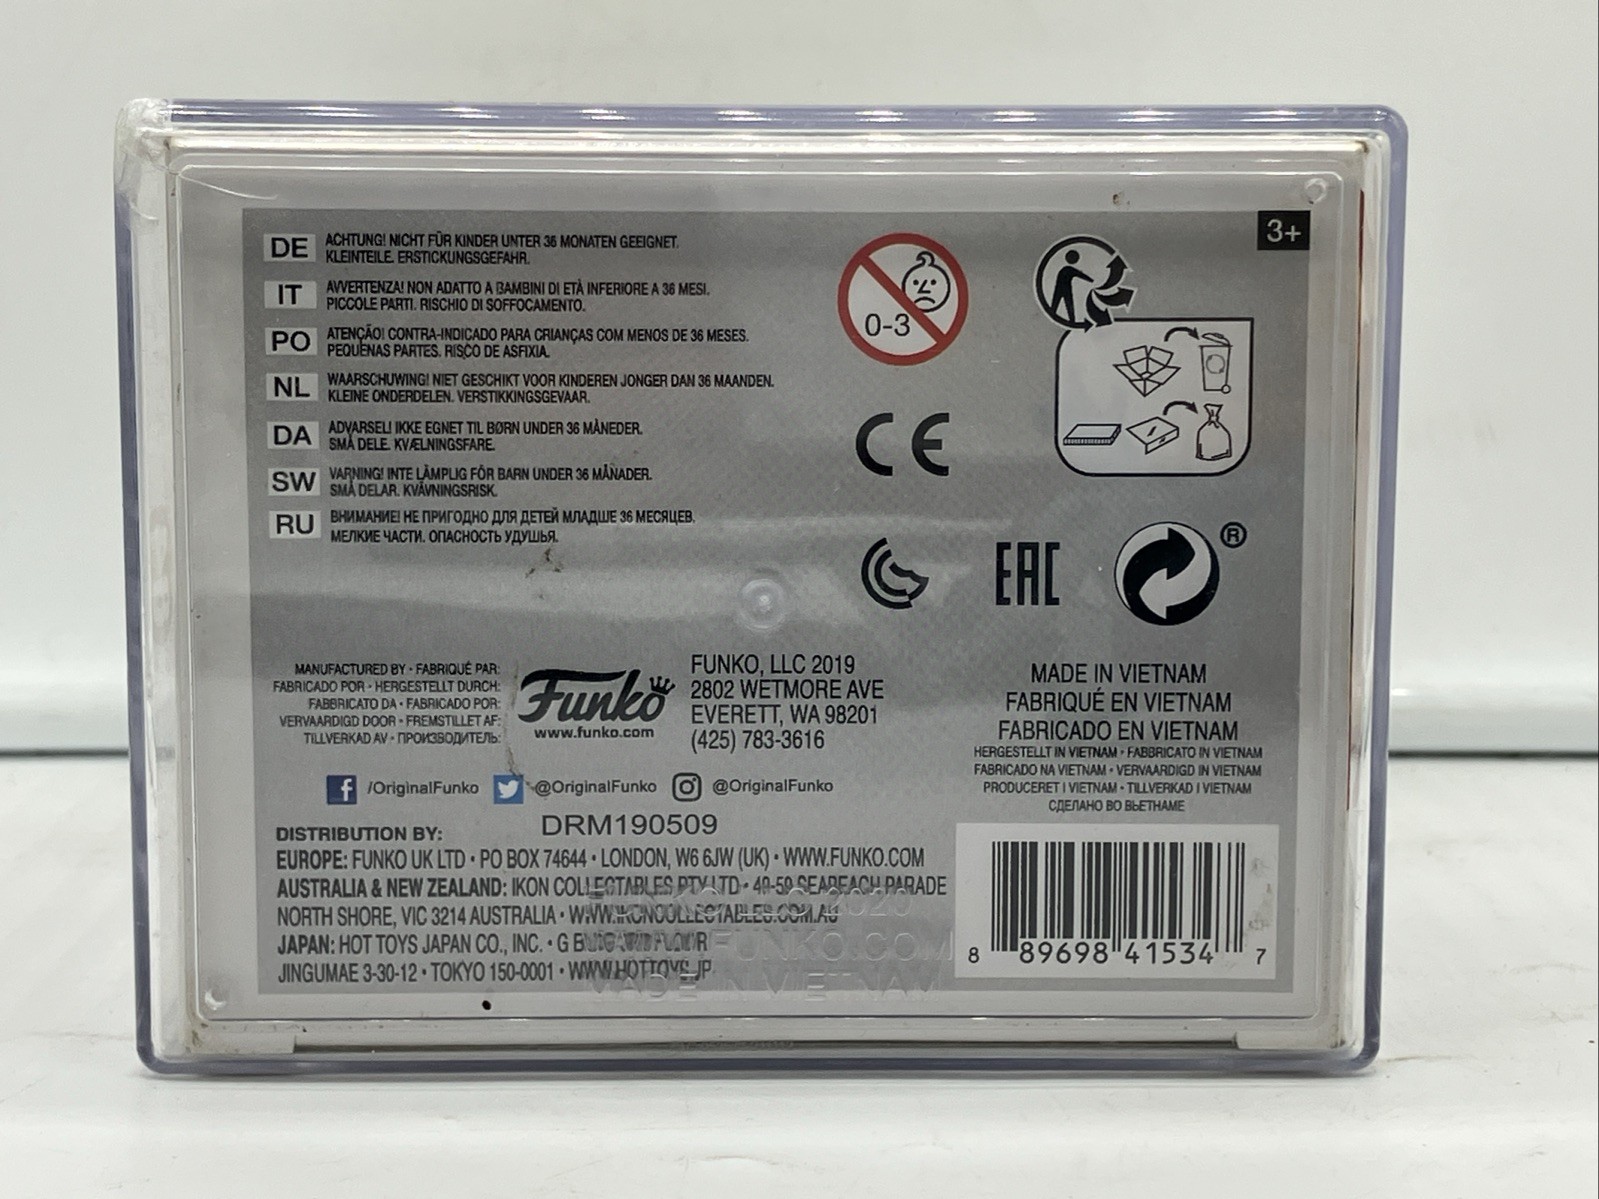 3+
DE ACHTUNG! NICHT FÜR KINDER UNTER 36 MONATEN GEEIGNET.
KLEINTEILE. ERSTICKUNGSGEFAHR.
IT AVVERTENZA! NON ADATTO A BAMBINI DI ETÀ INFERIORE A 36 MESI.
PICCOLE PARTI. RISCHIO DI SOFFOCAMENTO.
PO ATENÇÃO! CONTRA-INDICADO PARA CRIANÇAS COM MENOS DE 36 MESES.
PEQUENAS PARTES. RISCO DE ASFIXIA.
NL WAARSCHUWING! NIET GESCHIKT VOOR KINDEREN JONGER DAN 36 MAANDEN.
KLEINE ONDERDELEN. VERSTIKKINGSGEVAAR.
DA ADVARSEL! IKKE EGNET TIL BØRN UNDER 36 MÅNEDER.
SMÅ DELE. KVÆLNINGSFARE.
SW VARNING! INTE LÄMPLIG FÖR BARN UNDER 36 MÅNADER.
SMÅ DELAR. KVÄVNINGSRISK.
RU ВНИМАНИЕ! НЕ ПРИГОДНО ДЛЯ ДЕТЕЙ МЛАДШЕ 36 МЕСЯЦЕВ.
МЕЛКИЕ ЧАСТИ. ОПАСНОСТЬ УДУШЬЯ.
0-3
CE
EAC
®
MANUFACTURED BY • FABRIQUÉ PAR:
FABRICADO POR • HERGESTELLT DURCH:
FABBRICATO DA • FABRICADO POR:
VERVAARDIGD DOOR • FREMSTILLET AF:
TILLVERKAD AV • ПРОИЗВОДИТЕЛЬ:
Funko
www.funko.com
FUNKO, LLC 2019
2802 WETMORE AVE
EVERETT, WA 98201
(425) 783-3616
MADE IN VIETNAM
FABRIQUÉ EN VIETNAM
FABRICADO EN VIETNAM
HERGESTELLT IN VIETNAM • FABBRICATO IN VIETNAM
FABRICADO NA VIETNAM • VERVAARDIGD IN VIETNAM
PRODUCERET I VIETNAM • TILLVERKAD I VIETNAM
СДЕЛАНО ВО ВЬЕТНАМЕ
/OriginalFunko @OriginalFunko @OriginalFunko
DRM190509
DISTRIBUTION BY:
EUROPE: FUNKO UK LTD • PO BOX 74644 • LONDON, W6 6JW (UK) • WWW.FUNKO.COM
AUSTRALIA & NEW ZEALAND: IKON COLLECTABLES PTY LTD • 40-50 SEAREACH PARADE
NORTH SHORE, VIC 3214 AUSTRALIA • WWW.IKONCOLLECTABLES.COM.AU
JAPAN: HOT TOYS JAPAN CO., INC. • G
JINGUMAE 3-30-12 • TOKYO 150-0001 • WWW.HOTTOYS.JP
2020
FUNKO.COM
MADE IN VIETNAM
8 89698 41534 7